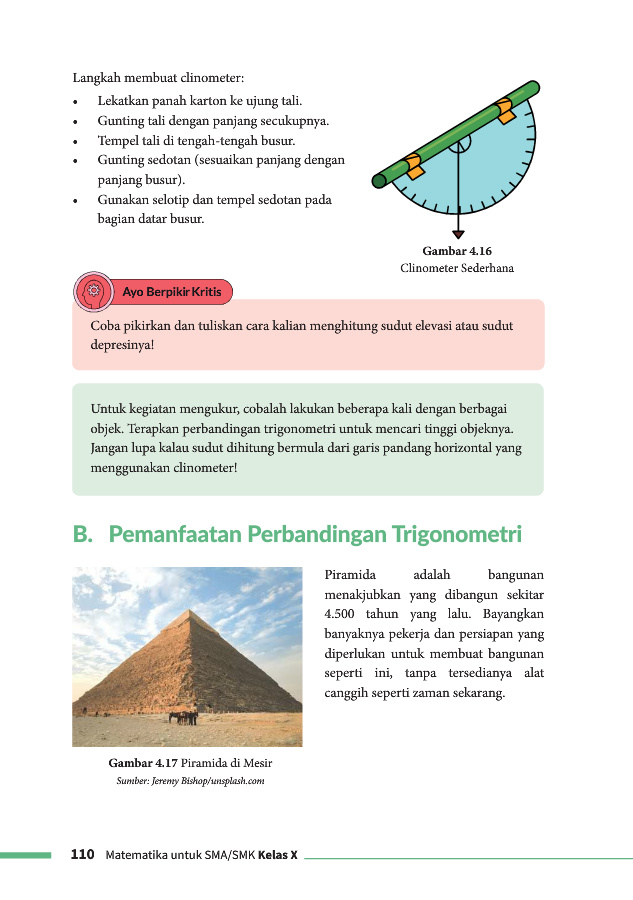 Langkah membuat clinometer:
• Lekatkan panah karton ke ujung tali.
• Gunting tali dengan panjang secukupnya.
• Tempel tali di tengah-tengah busur.
• Gunting sedotan (sesuaikan panjang dengan
panjang busur).
• Gunakan selotip dan tempel sedotan pada
bagian datar busur.
Gambar 4.16
Clinometer Sederhana
Ayo Berpikir Kritis
Coba pikirkan dan tuliskan cara kalian menghitung sudut elevasi atau sudut
depresinya!
Untuk kegiatan mengukur, cobalah lakukan beberapa kali dengan berbagai
objek. Terapkan perbandingan trigonometri untuk mencari tinggi objeknya.
Jangan lupa kalau sudut dihitung bermula dari garis pandang horizontal yang
menggunakan clinometer!
B. Pemanfaatan Perbandingan Trigonometri
Piramida adalah bangunan
menakjubkan yang dibangun sekitar
4.500 tahun yang lalu. Bayangkan
banyaknya pekerja dan persiapan yang
diperlukan untuk membuat bangunan
seperti ini, tanpa tersedianya alat
canggih seperti zaman sekarang.
Gambar 4.17 Piramida di Mesir
Sumber: Jeremy Bishop/unsplash.com
110 Matematika untuk SMA/SMK Kelas X